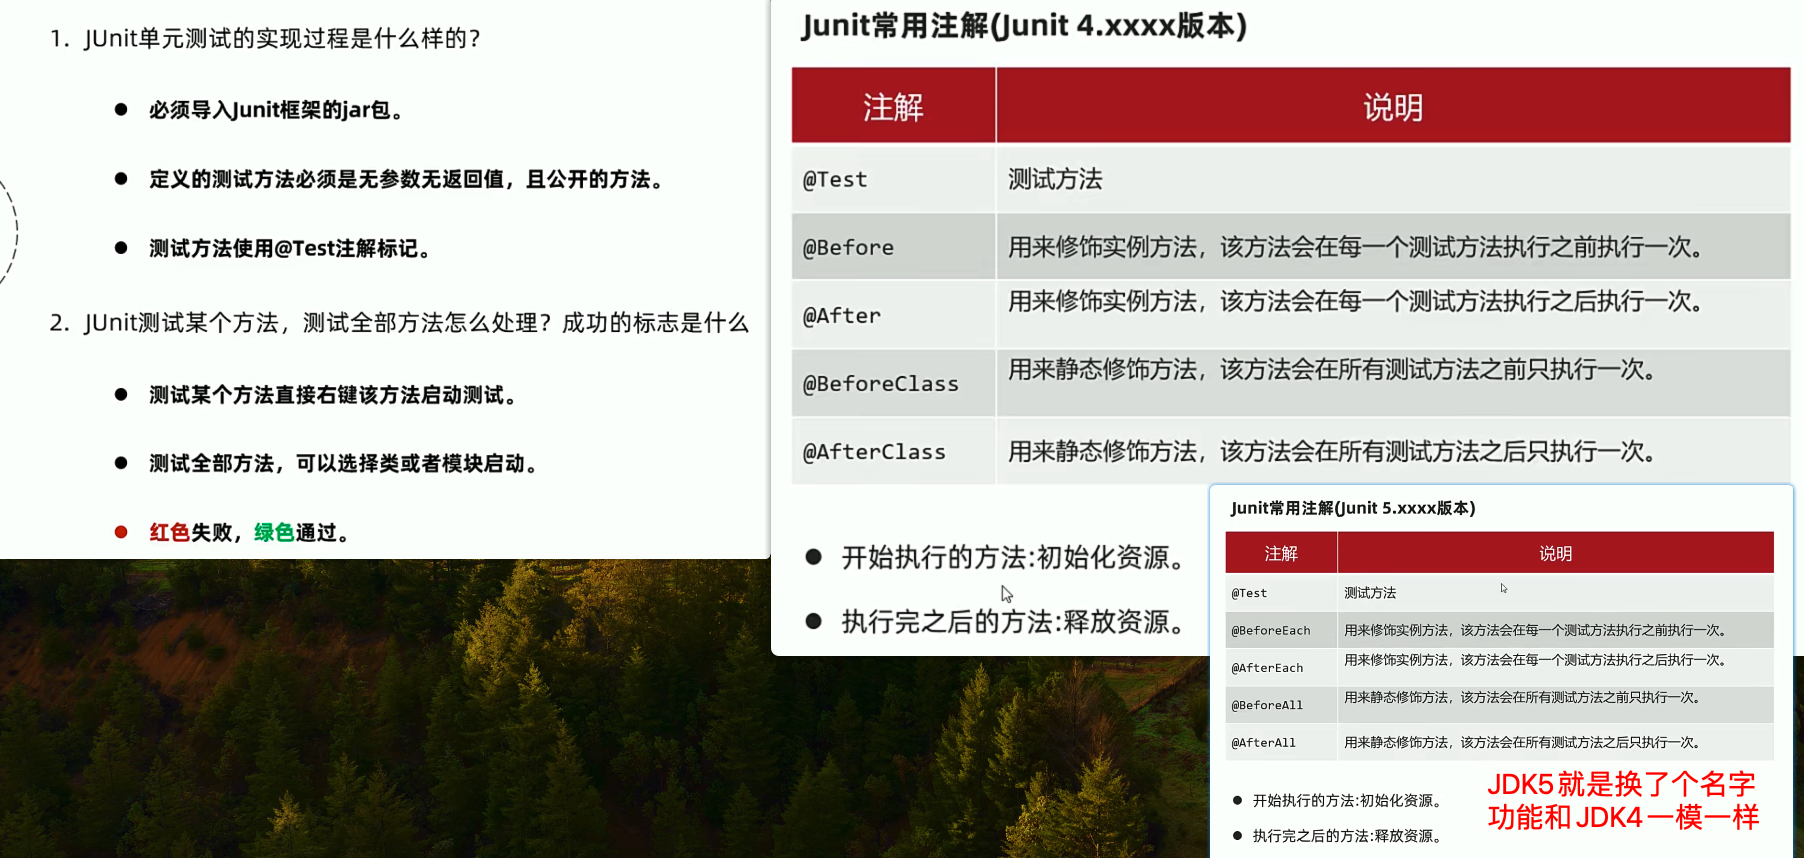 1. JUnit单元测试的实现过程是什么样的？
● 必须导入Junit框架的jar包。
● 定义的测试方法必须是无参数无返回值，且公开的方法。
● 测试方法使用@Test注解标记。
2. JUnit测试某个方法，测试全部方法怎么处理？成功的标志是什么
● 测试某个方法直接右键该方法启动测试。
● 测试全部方法，可以选择类或者模块启动。
● 红色失败，绿色通过。
Junit常用注解(Junit 4.xxxx版本)
注解 说明
@Test 测试方法
@Before 用来修饰实例方法，该方法会在每一个测试方法执行之前执行一次。
@After 用来修饰实例方法，该方法会在每一个测试方法执行之后执行一次。
@BeforeClass 用来静态修饰方法，该方法会在所有测试方法之前只执行一次。
@AfterClass 用来静态修饰方法，该方法会在所有测试方法之后只执行一次。
● 开始执行的方法:初始化资源。
● 执行完之后的方法:释放资源。
Junit常用注解(Junit 5.xxxx版本)
注解 说明
@Test 测试方法
@BeforeEach 用来修饰实例方法，该方法会在每一个测试方法执行之前执行一次。
@AfterEach 用来修饰实例方法，该方法会在每一个测试方法执行之后执行一次。
@BeforeAll 用来静态修饰方法，该方法会在所有测试方法之前只执行一次。
@AfterAll 用来静态修饰方法，该方法会在所有测试方法之后只执行一次。
● 开始执行的方法:初始化资源。
● 执行完之后的方法:释放资源。
JDK5就是换了个名字
功能和JDK4一模一样